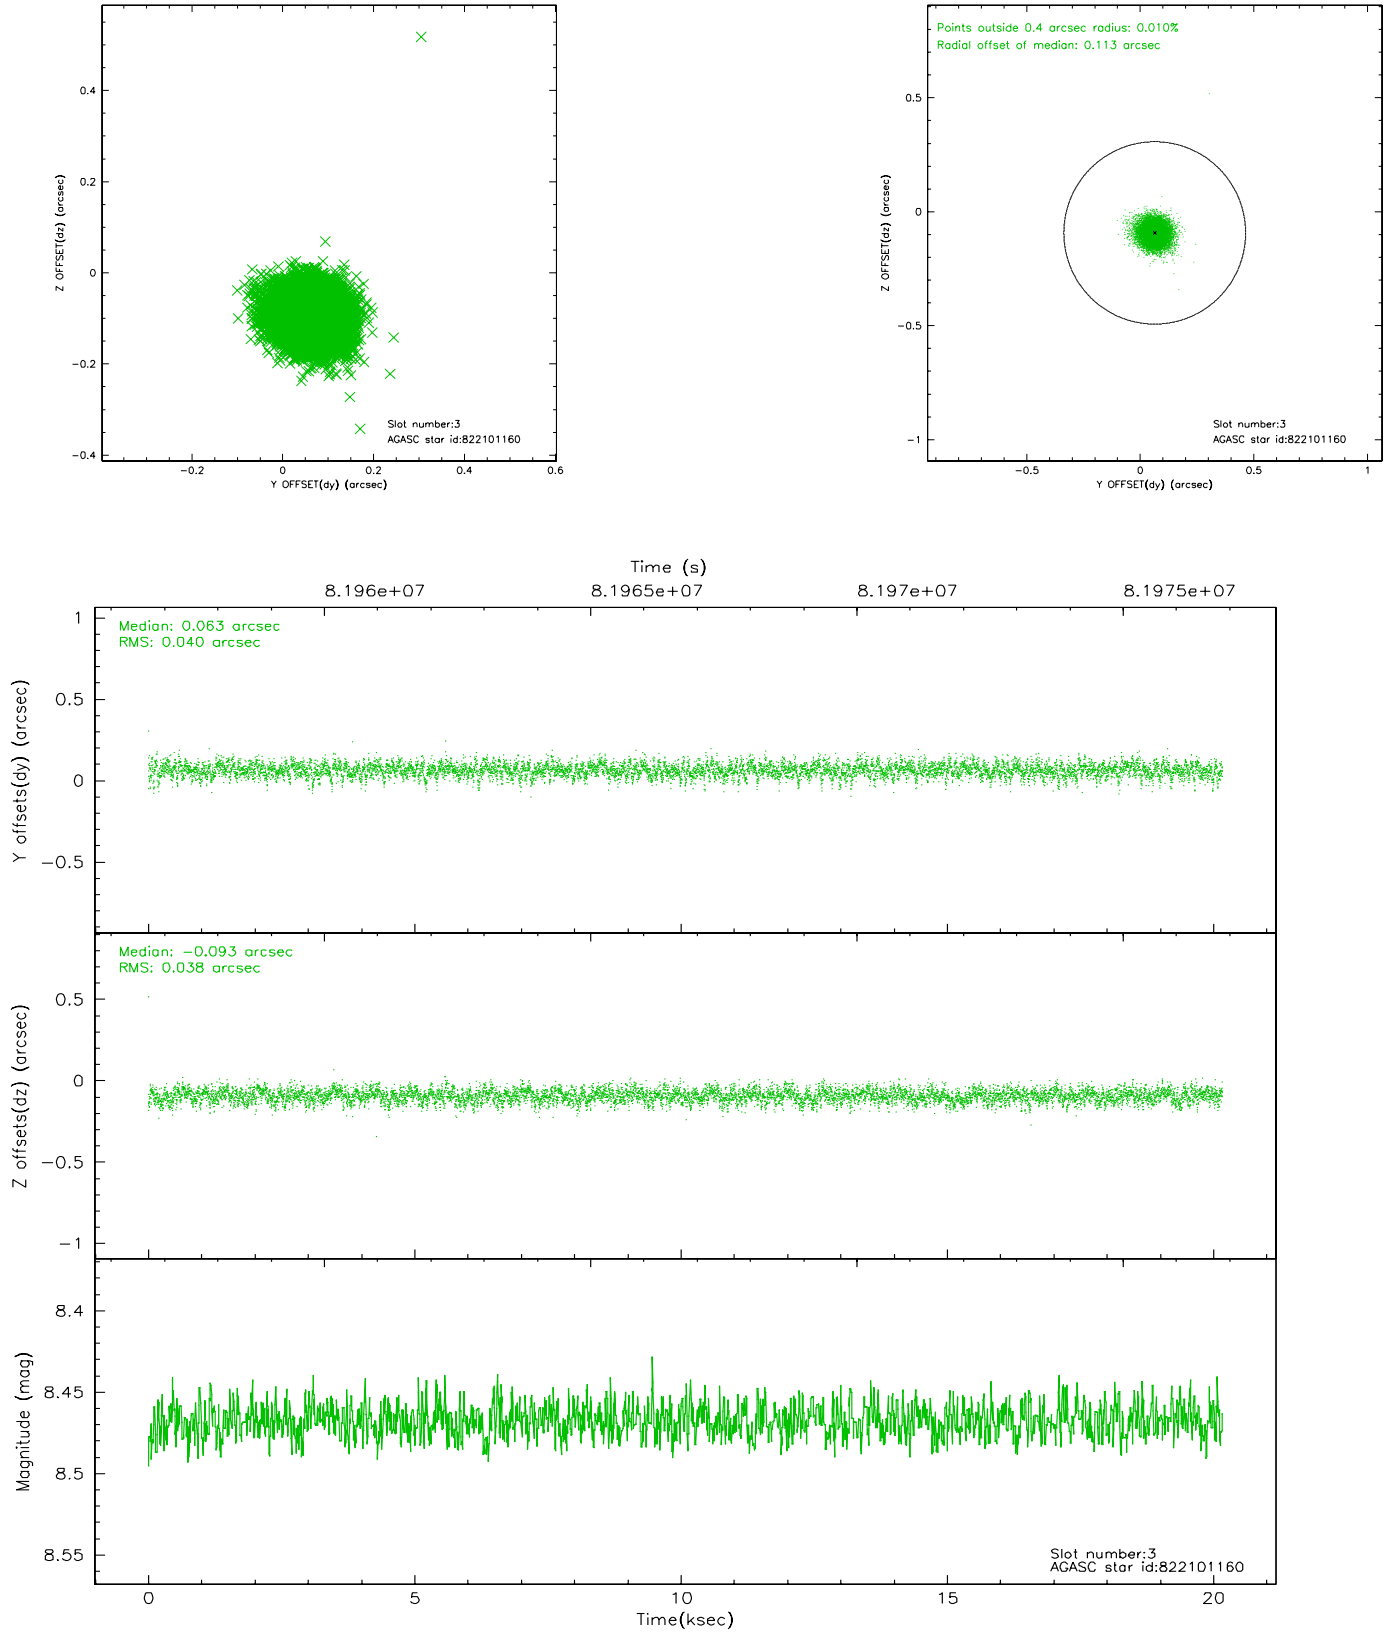 0.4
0.2
0
−0.2
−0.4
Z OFFSET(dz) (arcsec)
Slot number:3
AGASC star id:822101160
−0.2 0 0.2 0.4 0.6
Y OFFSET(dy) (arcsec)
Points outside 0.4 arcsec radius: 0.010%
Radial offset of median: 0.113 arcsec
0.5
0
−0.5
−1
Z OFFSET(dz) (arcsec)
Slot number:3
AGASC star id:822101160
−0.5 0 0.5 1
Y OFFSET(dy) (arcsec)
Time (s)
8.196e+07 8.1965e+07 8.197e+07 8.1975e+07
Median: 0.063 arcsec
RMS: 0.040 arcsec
1
0.5
0
−0.5
Y offsets(dy) (arcsec)
Median: −0.093 arcsec
RMS: 0.038 arcsec
0.5
0
−0.5
−1
Z offsets(dz) (arcsec)
8.4
8.45
8.5
8.55
Magnitude (mag)
Slot number:3
AGASC star id:822101160
0 5 10 15 20
Time(ksec)